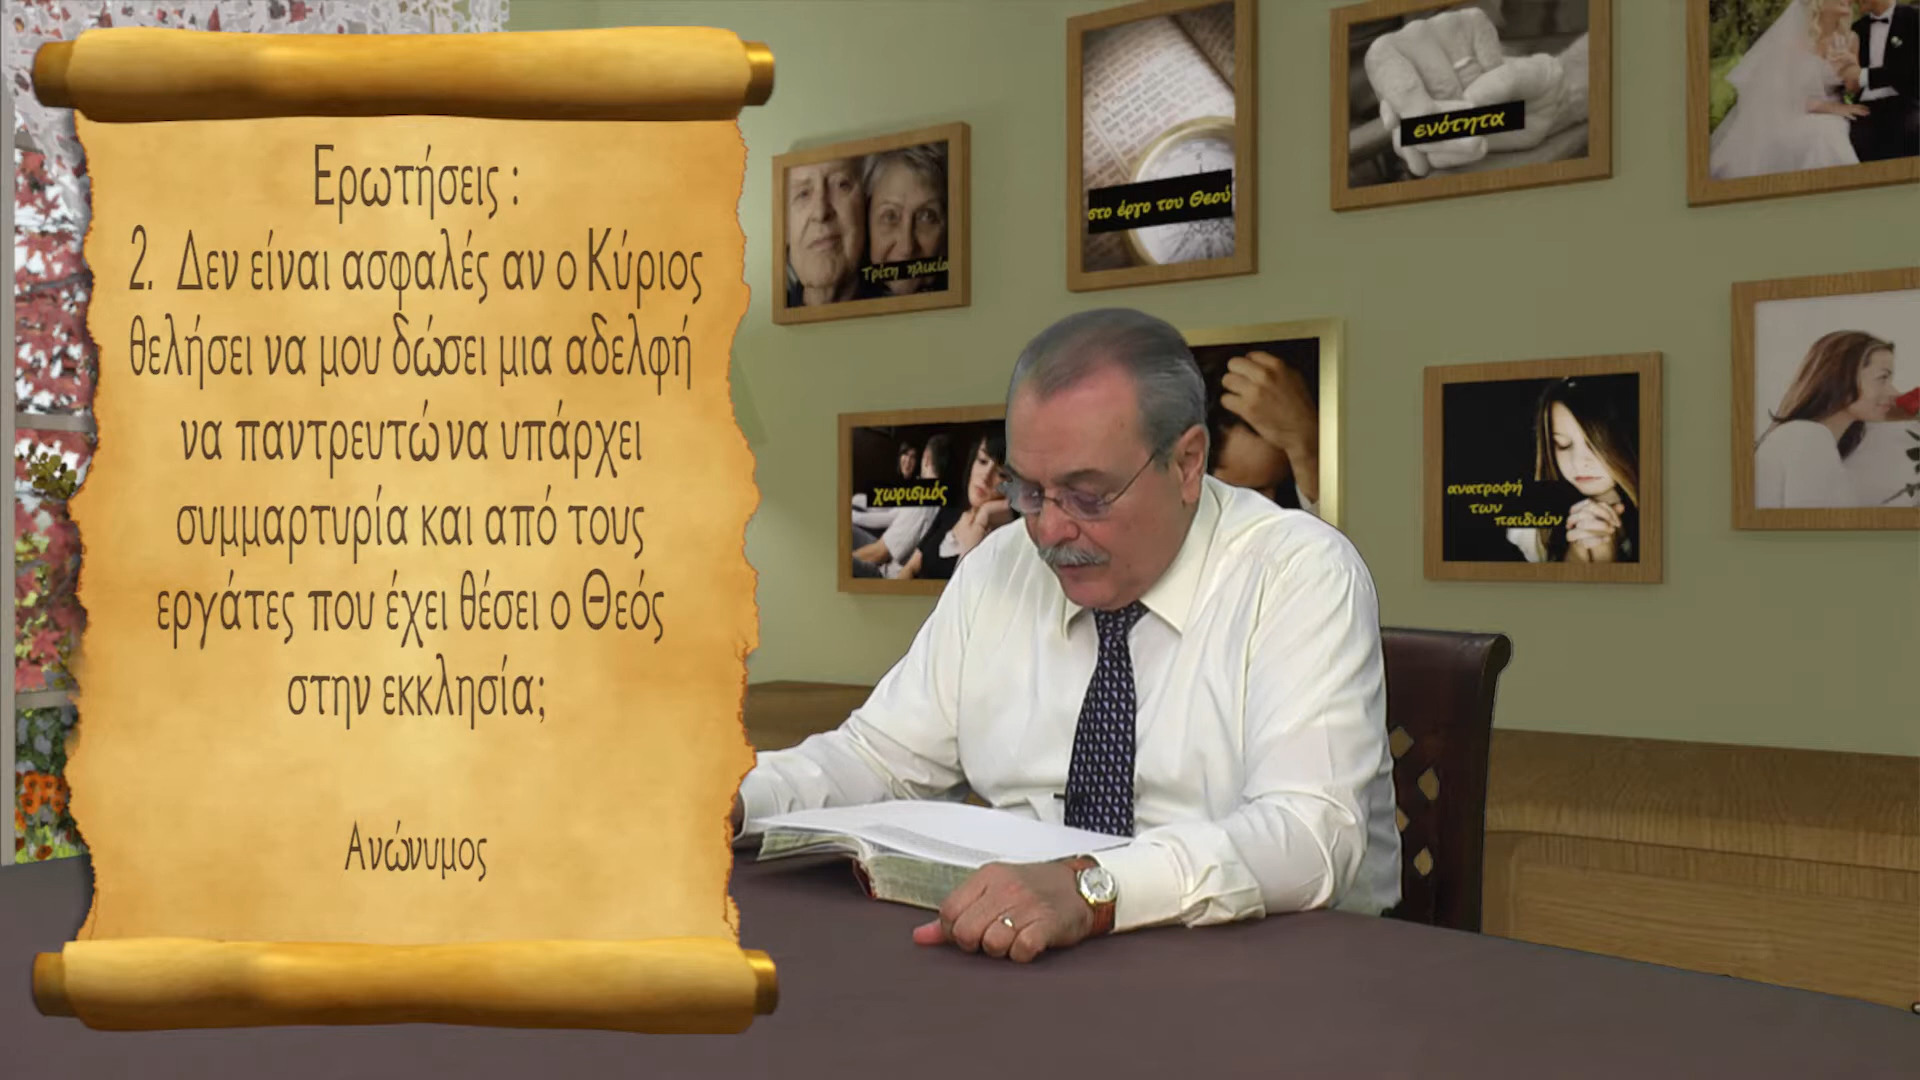 Ερωτήσεις :
2. Δεν είναι ασφαλές αν ο Κύριος
θελήσει να μου δώσει μια αδελφή
να παντρευτώ να υπάρχει
συμμαρτυρία και από τους
εργάτες που έχει θέσει ο Θεός
στην εκκλησία;
Ανώνυμος
Τρίτη ηλικία
στο έργο του Θεού
ενότητα
χωρισμός
ανατροφή
των
παιδιών